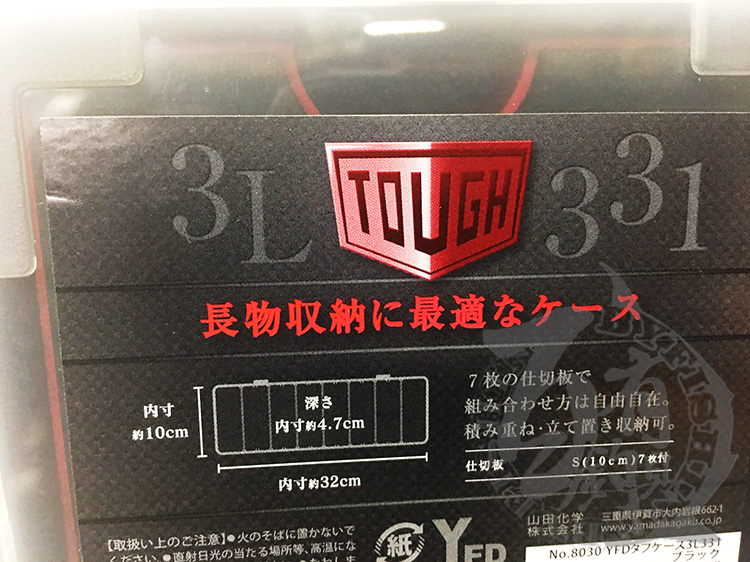 3L TOUGH 331
長物収納に最適なケース
内寸
約10cm
深さ
内寸約4.7cm
内寸約32cm
7枚の仕切板で
組み合わせ方は自由自在。
積み重ね・立て置き収納可。
仕切板 S(10cm)7枚付
【取扱い上のご注意】●火のそばに置かないで
ください。●直射日光の当たる場所等、高温にな
紙
YFD
山田化学
株式会社
三重県伊賀市大内岩根662-1
www.yamadakagaku.co.jp
No.8030 YFDタフケース3L331
ブラック